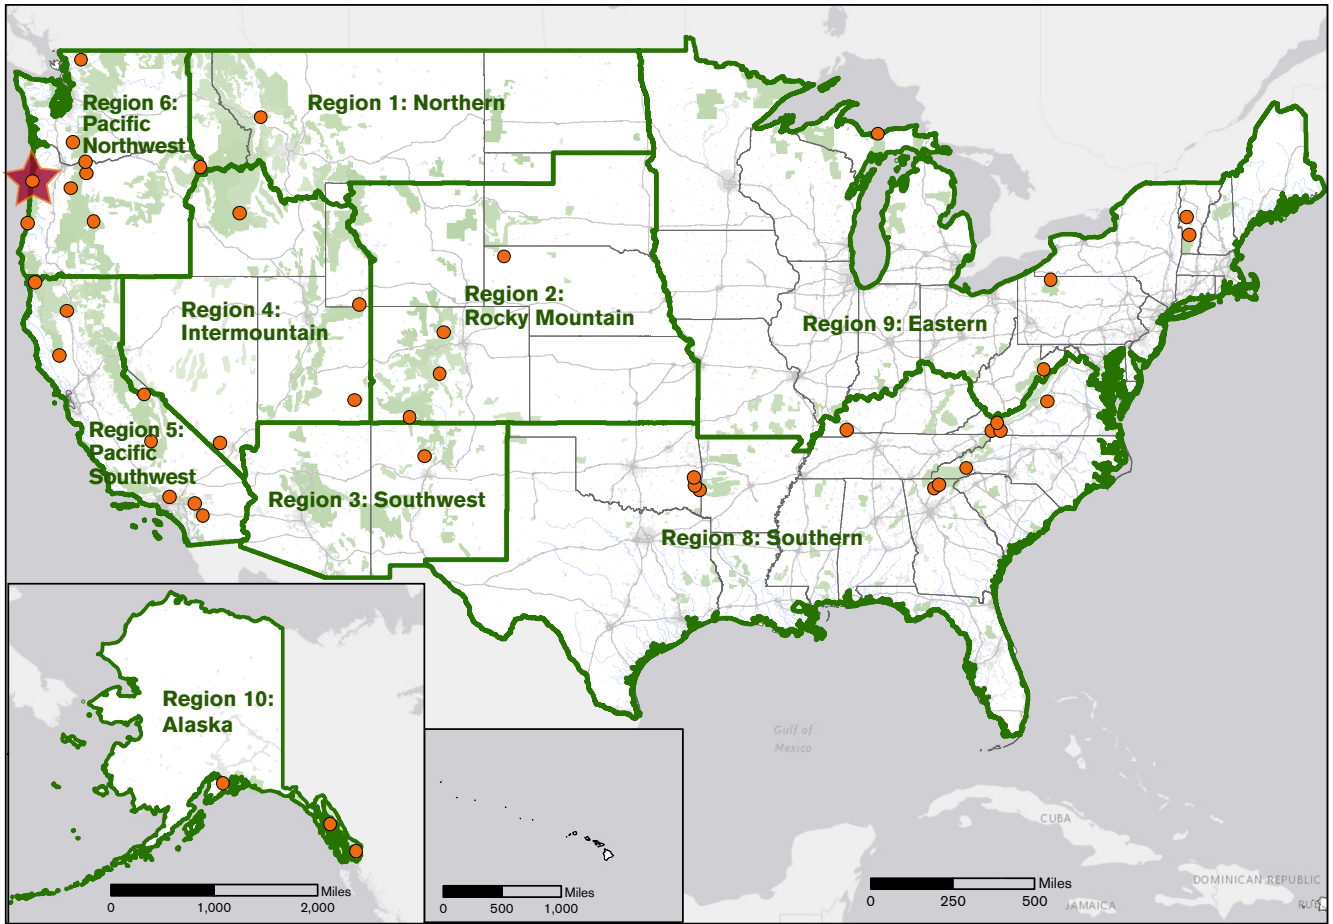 Region 6:
Pacific
Northwest
Region 1: Northern
Region 4:
Intermountain
Region 2:
Rocky Mountain
Region 9: Eastern
Region 5:
Pacific
Southwest
Region 3: Southwest
Region 8: Southern
Region 10:
Alaska
Gulf of
Mexico
CUBA
DOMINICAN REPUBLIC
JAMAICA
Miles
0 1,000 2,000
Miles
0 500 1,000
Miles
0 250 500